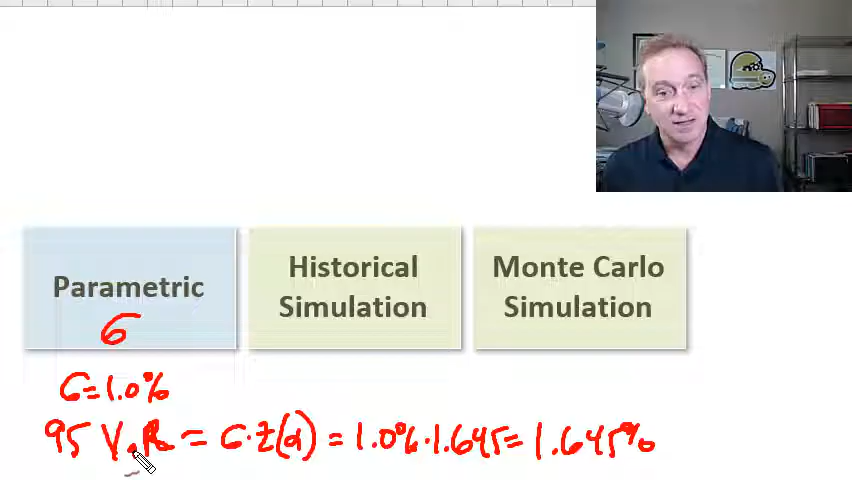 Parametric
Historical
Simulation
Monte Carlo
Simulation
σ
σ=1.0%
95 VaR = σ·z(α) = 1.0%·1.645 = 1.645%